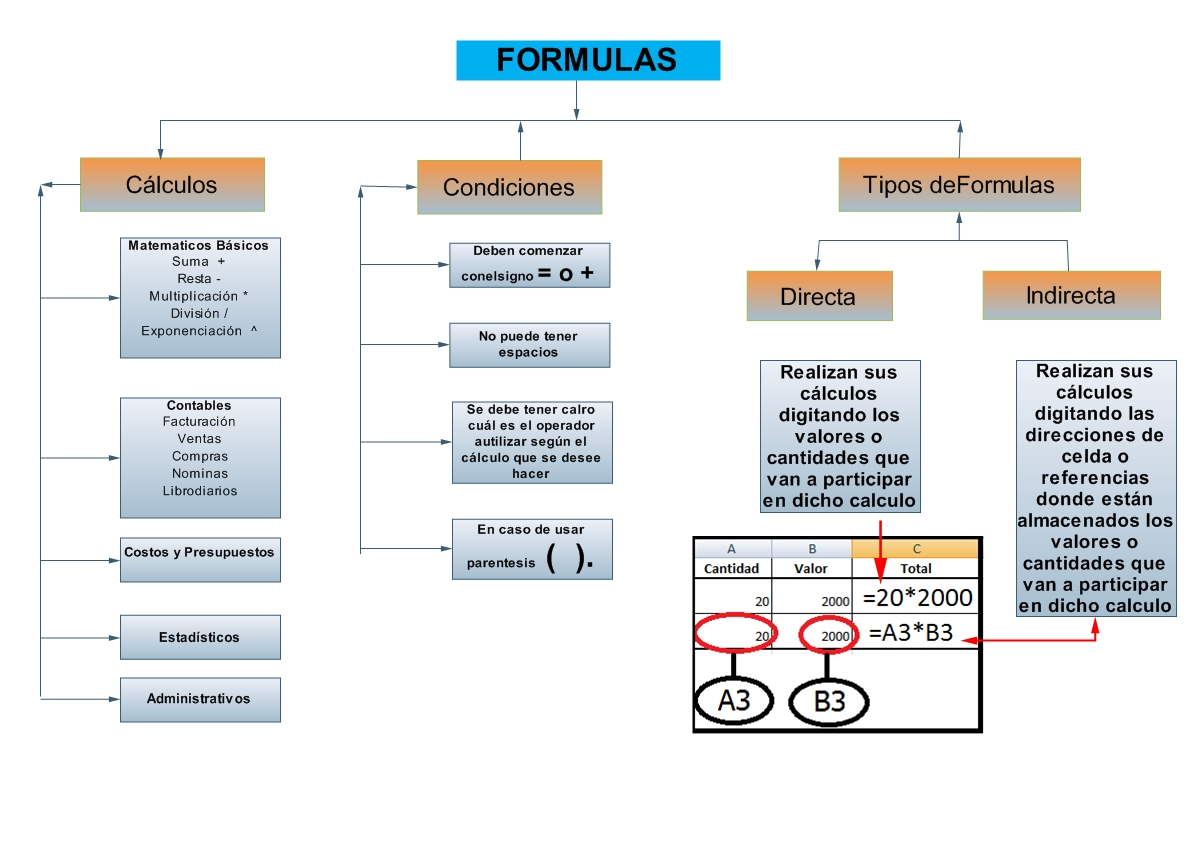 FORMULAS
Cálculos
Matematicos Básicos
Suma +
Resta -
Multiplicación *
División /
Exponenciación ^
Contables
Facturación
Ventas
Compras
Nominas
Librodiarios
Costos y Presupuestos
Estadísticos
Administrativos
Condiciones
Deben comenzar
conelsigno = o +
No puede tener
espacios
Se debe tener calro
cuál es el operador
autilizar según el
cálculo que se desee
hacer
En caso de usar
parentesis ( ).
Tipos deFormulas
Directa
Realizan sus
cálculos
digitando los
valores o
cantidades que
van a participar
en dicho calculo
Indirecta
Realizan sus
cálculos
digitando las
direcciones de
celda o
referencias
donde están
almacenados los
valores o
cantidades que
van a participar
en dicho calculo
A B C
Cantidad Valor Total
20 2000 =20*2000
20 2000 =A3*B3
A3 B3